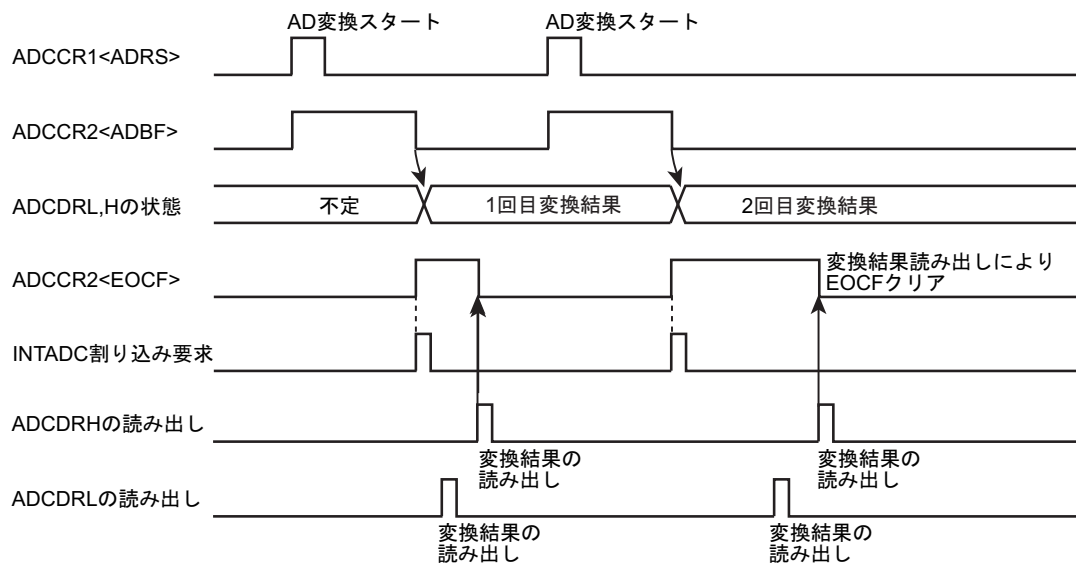 AD変換スタート
AD変換スタート
ADCCR1<ADRS>
ADCCR2<ADBF>
ADCDRL,Hの状態
不定
1回目変換結果
2回目変換結果
ADCCR2<EOCF>
変換結果読み出しにより
EOCFクリア
INTADC割り込み要求
ADCDRHの読み出し
変換結果の
読み出し
変換結果の
読み出し
ADCDRLの読み出し
変換結果の
読み出し
変換結果の
読み出し